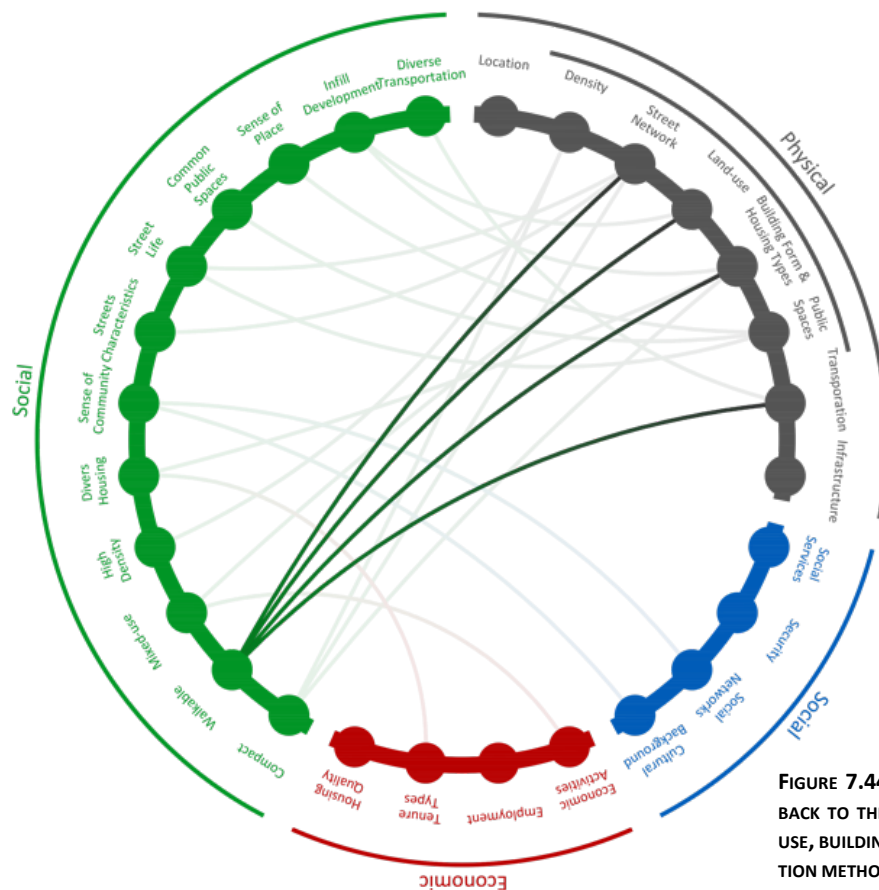 Location
Density
Street
Network
Land-use
Building Form &
Housing Types
Public
Spaces
Transporation
Infrastructure
Physical
Social
Services
Security
Social
Networks
Cultural
Background
Social
Economic
Activities
Employment
Tenure
Types
Housing
Quality
Economic
Compact
Walkable
Mixed-use
High
Density
Divers
Housing
Sense of
Community
Streets
Characteristics
Street
Life
Common
Public
Spaces
Sense of
Place
Infill
Development
Diverse
Transportation
Social
FIGURE 7.44
BACK TO THE
USE, BUILDIN
TION METHO